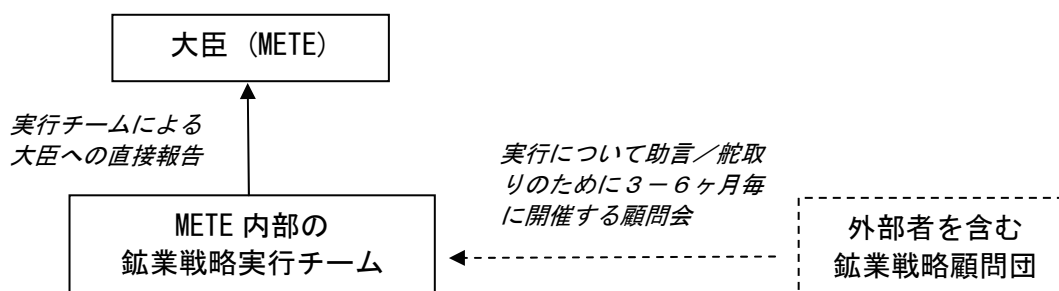 大臣 (METE)
実行チームによる
大臣への直接報告
実行について助言／舵取
りのために３－６ヶ月毎
に開催する顧問会
METE 内部の
鉱業戦略実行チーム
外部者を含む
鉱業戦略顧問団